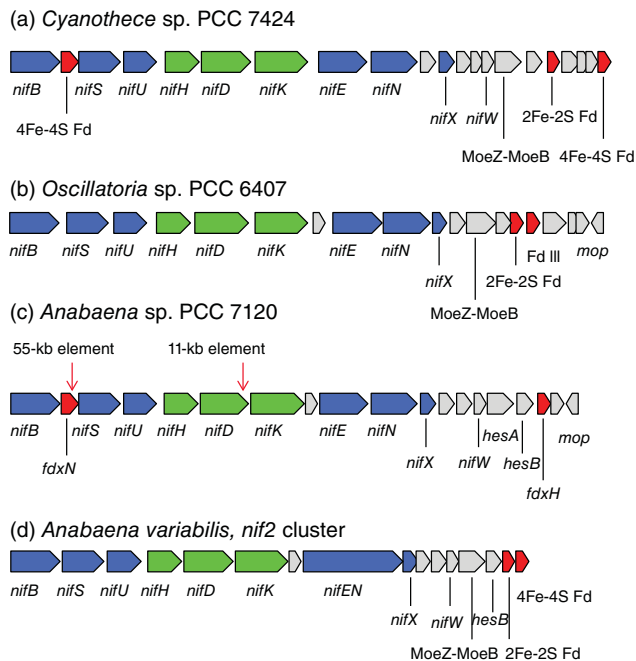 (a) Cyanothece sp. PCC 7424
nifB nifS nifU nifH nifD nifK nifE nifN
nifX nifW 2Fe-2S Fd
4Fe-4S Fd MoeZ-MoeB 4Fe-4S Fd
(b) Oscillatoria sp. PCC 6407
nifB nifS nifU nifH nifD nifK nifE nifN Fd III mop
nifX 2Fe-2S Fd
MoeZ-MoeB
(c) Anabaena sp. PCC 7120
55-kb element 11-kb element
nifB nifS nifU nifH nifD nifK nifE nifN hesA mop
nifX nifW hesB
fdxN fdxH
(d) Anabaena variabilis, nif2 cluster
nifB nifS nifU nifH nifD nifK nifEN 4Fe-4S Fd
nifX nifW hesB
MoeZ-MoeB 2Fe-2S Fd